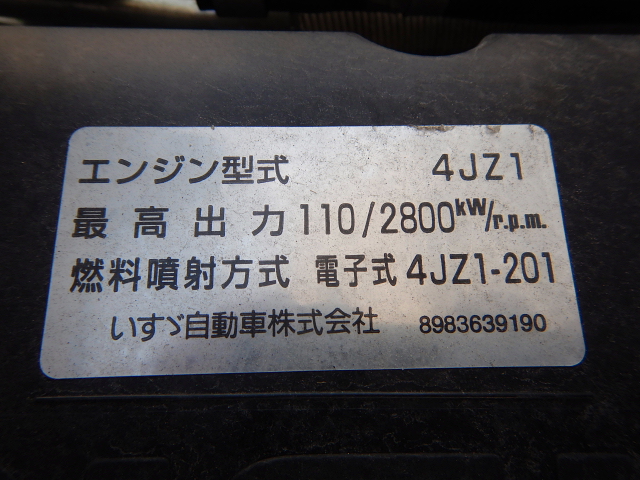 エンジン型式 4JZ1
最高出力 110/2800kW/r.p.m.
燃料噴射方式 電子式 4JZ1-201
いすゞ自動車株式会社 8983639190